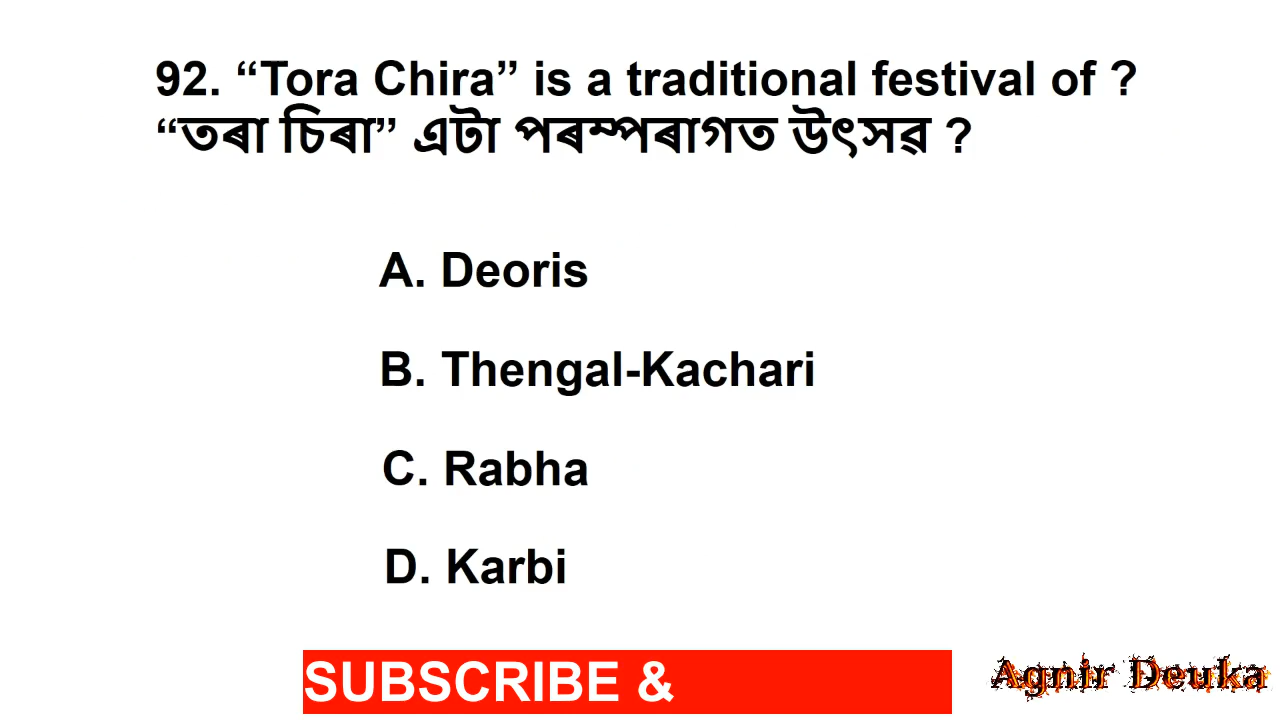 92. “Tora Chira” is a traditional festival of ?
“তৰা চিৰা” এটা পৰম্পৰাগত উৎসৱ ?
A. Deoris
B. Thengal-Kachari
C. Rabha
D. Karbi
SUBSCRIBE &
Agnir Deuka